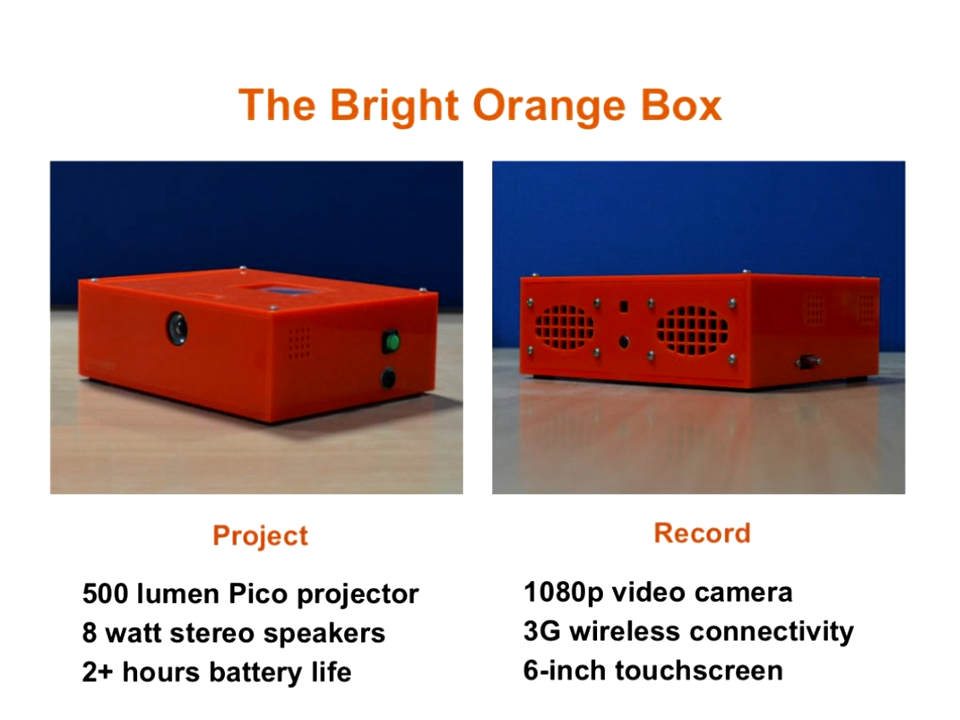 The Bright Orange Box
Project
500 lumen Pico projector
8 watt stereo speakers
2+ hours battery life
Record
1080p video camera
3G wireless connectivity
6-inch touchscreen